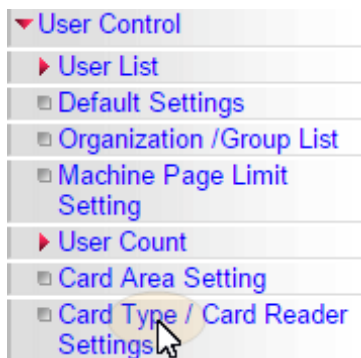 User Control
User List
Default Settings
Organization /Group List
Machine Page Limit
Setting
User Count
Card Area Setting
Card Type / Card Reader
Settings